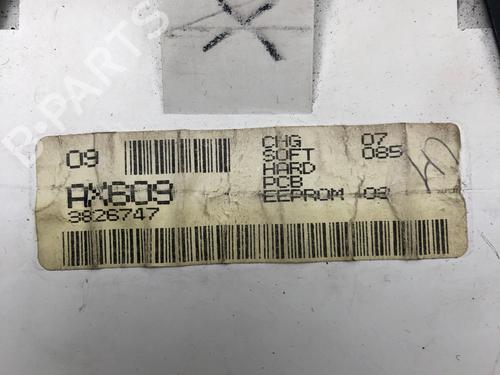 B-PARTS
09
CHG 07
SOFT 085
HARD
PCB
EEPROM 09
AX609
3826747